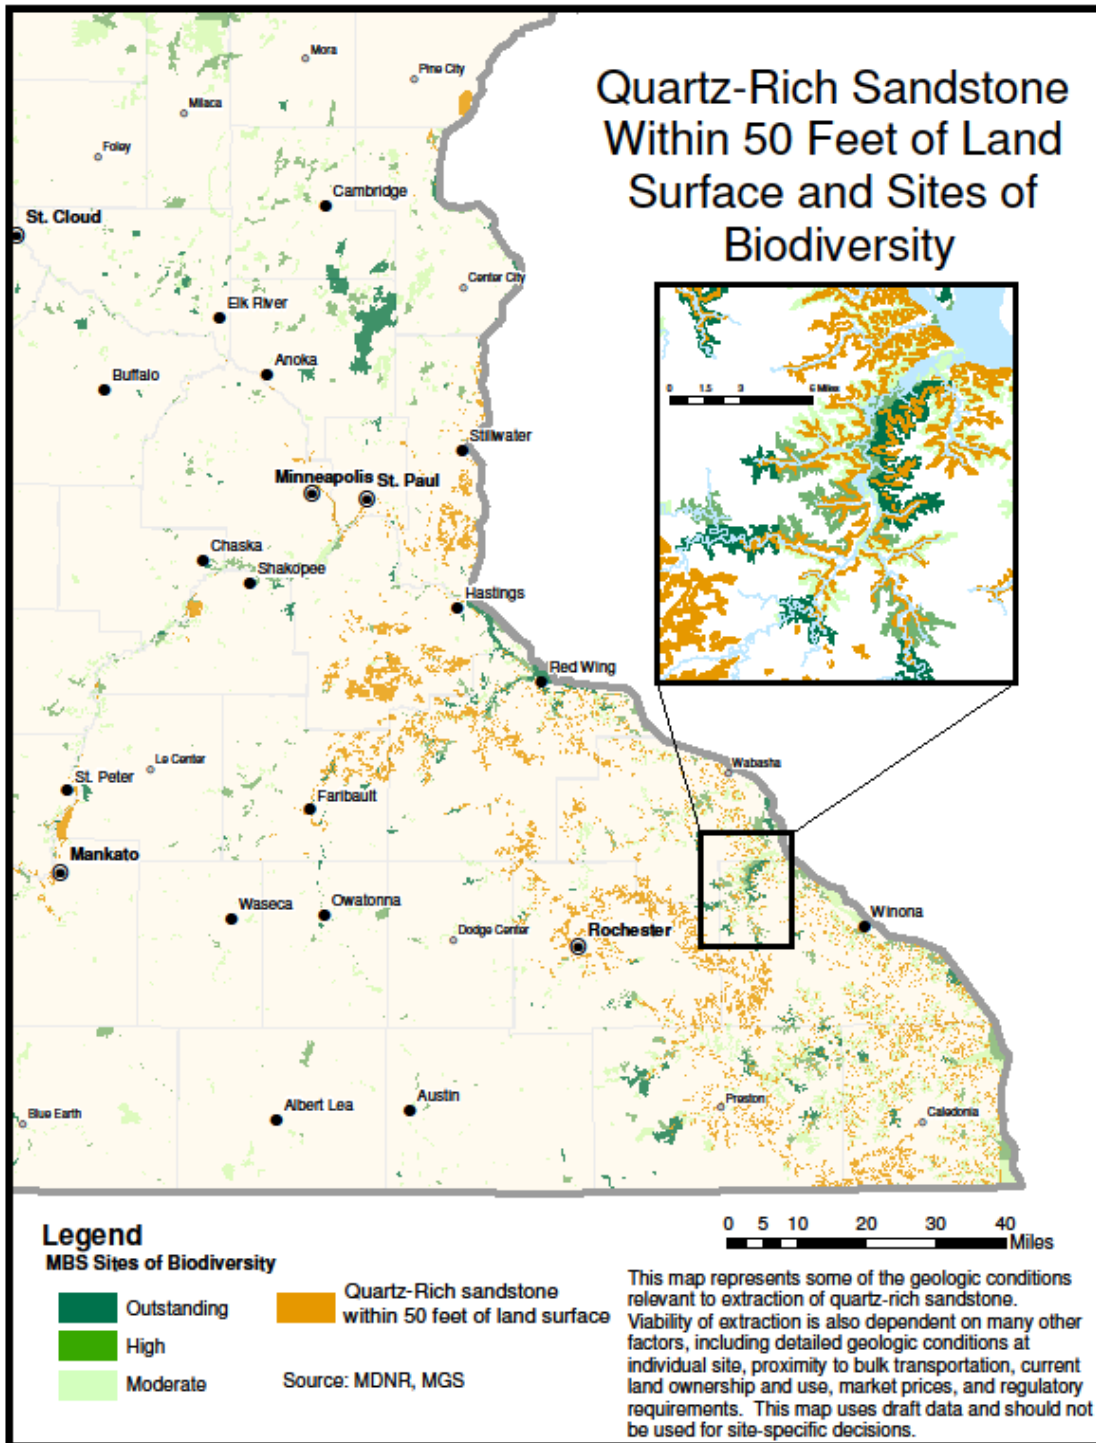 Quartz-Rich Sandstone
Within 50 Feet of Land
Surface and Sites of
Biodiversity
Mora
Pine City
Milaca
Foley
Cambridge
St. Cloud
Center City
Elk River
Anoka
Buffalo
0 1.5 3 6 Miles
Stillwater
Minneapolis
St. Paul
Chaska
Shakopee
Hastings
Red Wing
Le Center
Wabasha
St. Peter
Faribault
Mankato
Waseca
Owatonna
Winona
Dodge Center
Rochester
Blue Earth
Albert Lea
Austin
Preston
Caledonia
Legend
MBS Sites of Biodiversity
Outstanding
High
Moderate
Quartz-Rich sandstone
within 50 feet of land surface
Source: MDNR, MGS
0 5 10 20 30 40
Miles
This map represents some of the geologic conditions
relevant to extraction of quartz-rich sandstone.
Viability of extraction is also dependent on many other
factors, including detailed geologic conditions at
individual site, proximity to bulk transportation, current
land ownership and use, market prices, and regulatory
requirements. This map uses draft data and should not
be used for site-specific decisions.